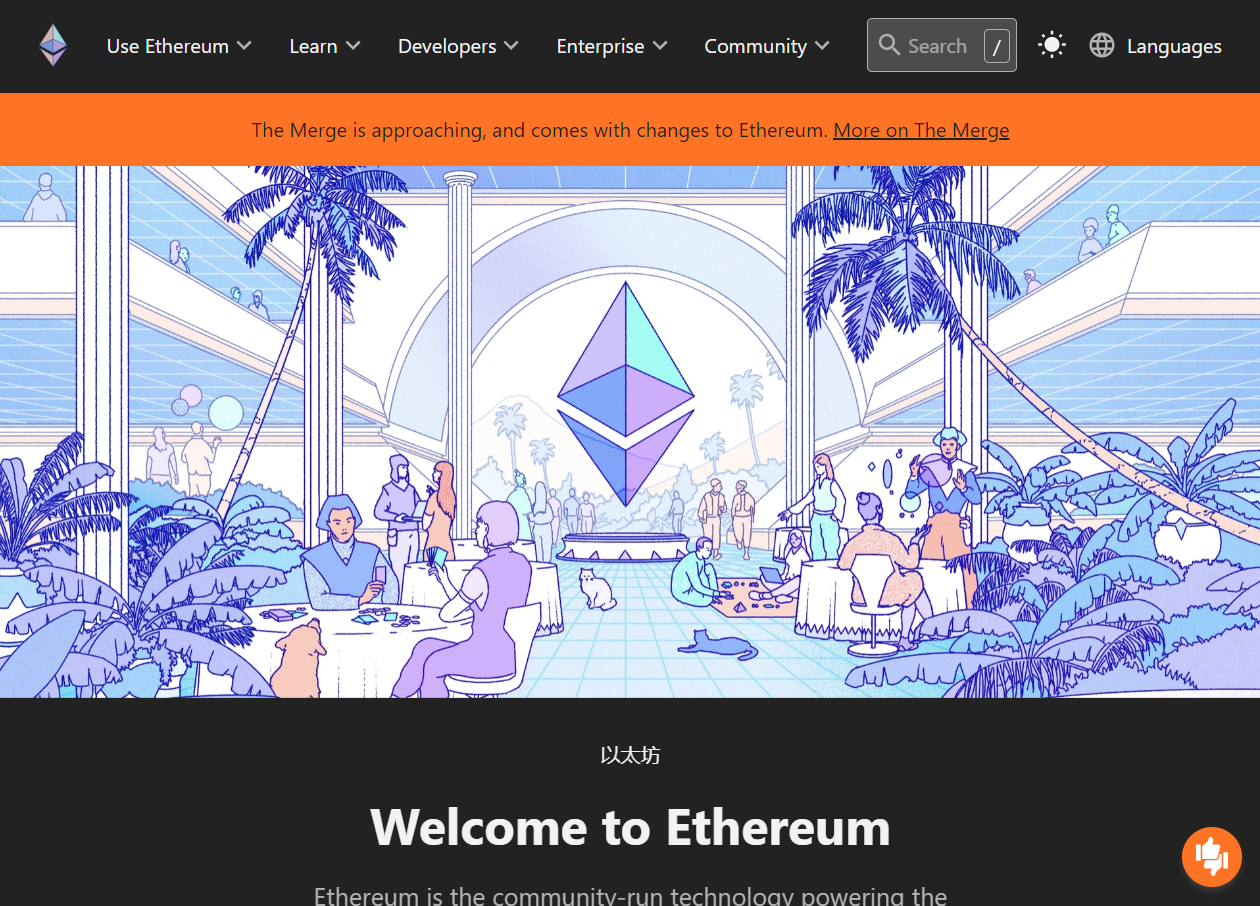 Use Ethereum Learn Developers Enterprise Community Search / Languages
The Merge is approaching, and comes with changes to Ethereum. More on The Merge
以太坊
Welcome to Ethereum
Ethereum is the community-run technology powering the